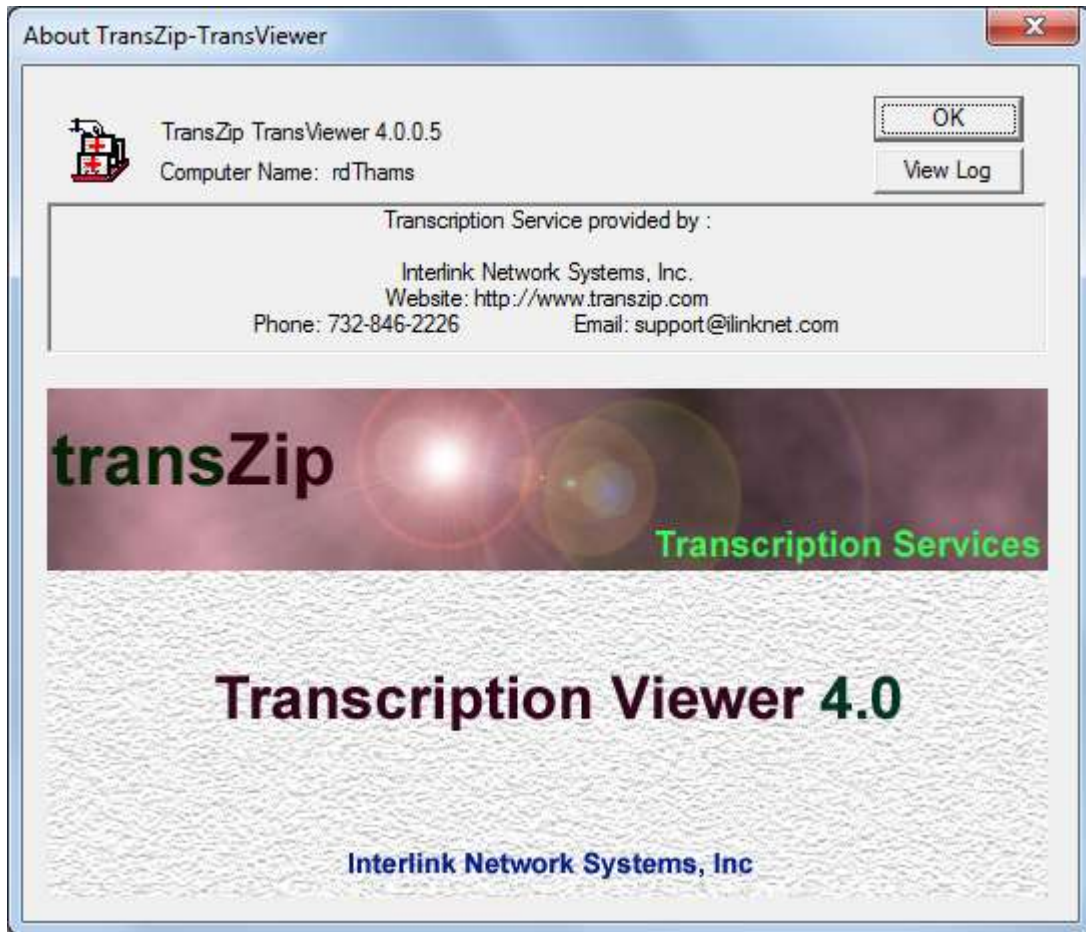 About TransZip-TransViewer
TransZip TransViewer 4.0.0.5
OK
Computer Name: rdThams
View Log
Transcription Service provided by :
Interlink Network Systems, Inc.
Website: http://www.transzip.com
Phone: 732-846-2226 Email: support@ilinknet.com
transZip
Transcription Services
Transcription Viewer 4.0
Interlink Network Systems, Inc